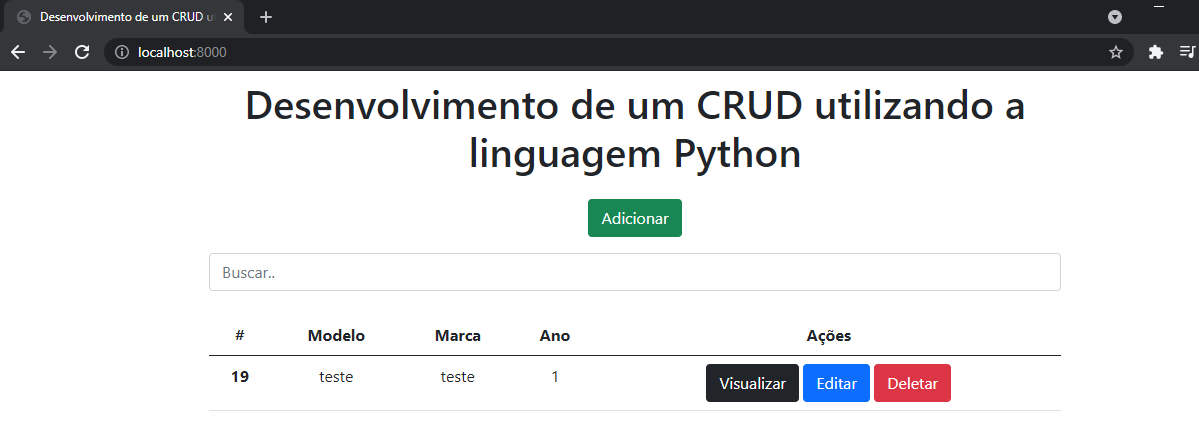 Desenvolvimento de um CRUD u
localhost:8000
Desenvolvimento de um CRUD utilizando a
linguagem Python
Adicionar
Buscar..
# Modelo Marca Ano Ações
19 teste teste 1 Visualizar Editar Deletar